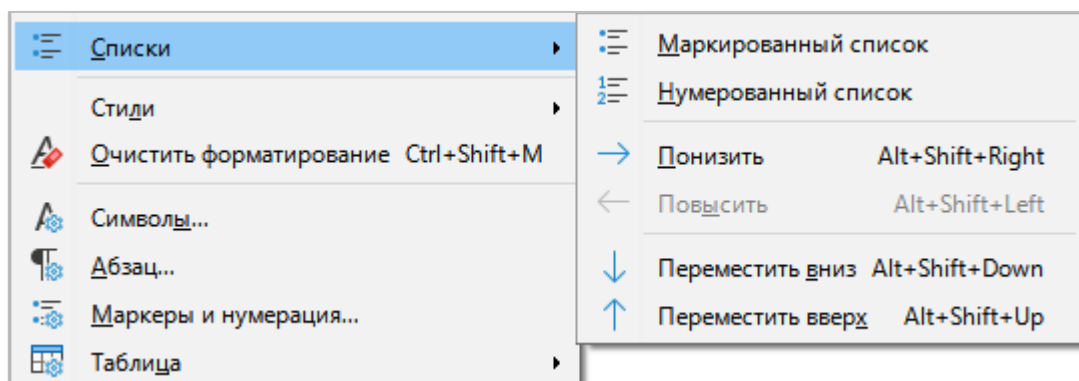 Списки
Стили
Очистить форматирование Ctrl+Shift+M
Символы...
Абзац...
Маркеры и нумерация...
Таблица
Маркированный список
Нумерованный список
Понизить Alt+Shift+Right
Повысить Alt+Shift+Left
Переместить вниз Alt+Shift+Down
Переместить вверх Alt+Shift+Up